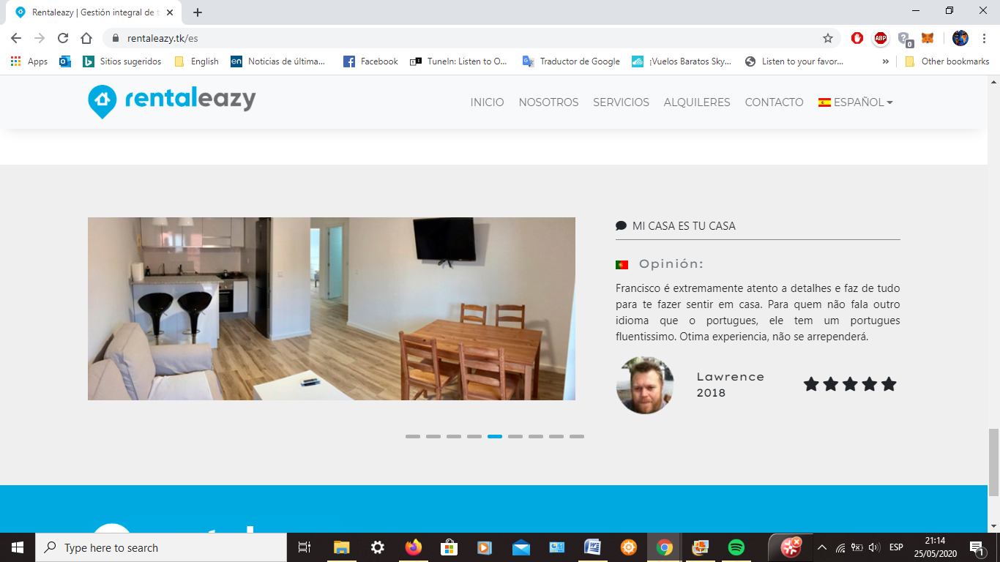 Rentaleazy | Gestión integral de t
rentaleazy.tk/es
ABP
0
Apps
Sitios sugeridos
English
en
Noticias de última...
Facebook
TuneIn: Listen to O...
Traductor de Google
¡Vuelos Baratos Sky...
Listen to your favor...
»
Other bookmarks
rentaleazy
INICIO
NOSOTROS
SERVICIOS
ALQUILERES
CONTACTO
ESPAÑOL
MI CASA ES TU CASA
Opinión:
Francisco é extremamente atento a detalhes e faz de tudo
para te fazer sentir em casa. Para quem não fala outro
idioma que o portugues, ele tem um portugues
fluentissimo. Otima experiencia, não se arrependerá.
Lawrence
2018
Type here to search
ESP
21:14
25/05/2020
1